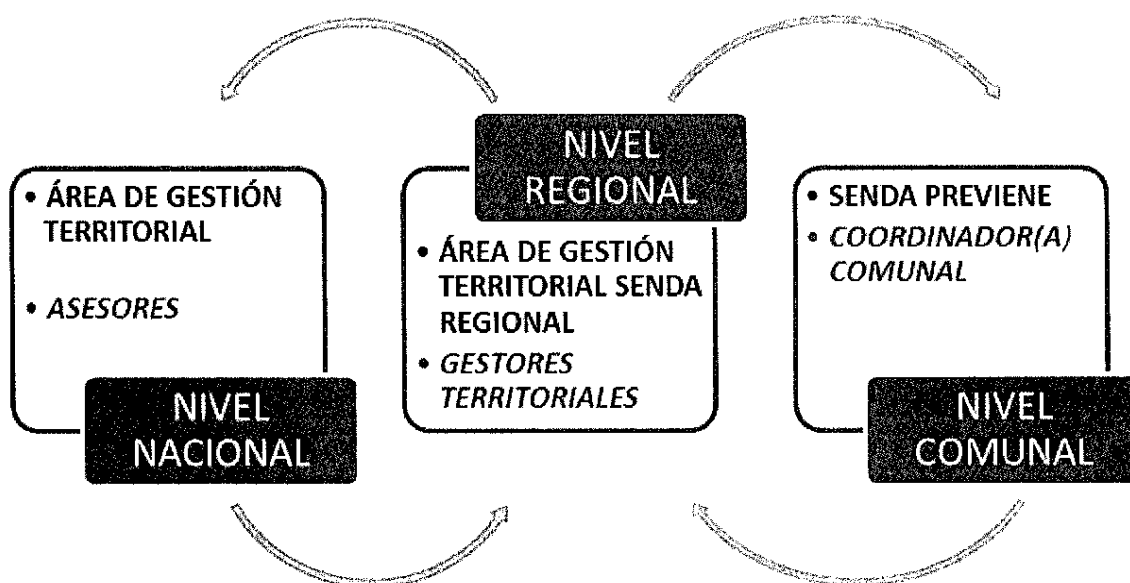 • ÁREA DE GESTIÓN
TERRITORIAL
• ASESORES
NIVEL
NACIONAL
NIVEL
REGIONAL
• ÁREA DE GESTIÓN
TERRITORIAL SENDA
REGIONAL
• GESTORES
TERRITORIALES
• SENDA PREVIENE
• COORDINADOR(A)
COMUNAL
NIVEL
COMUNAL